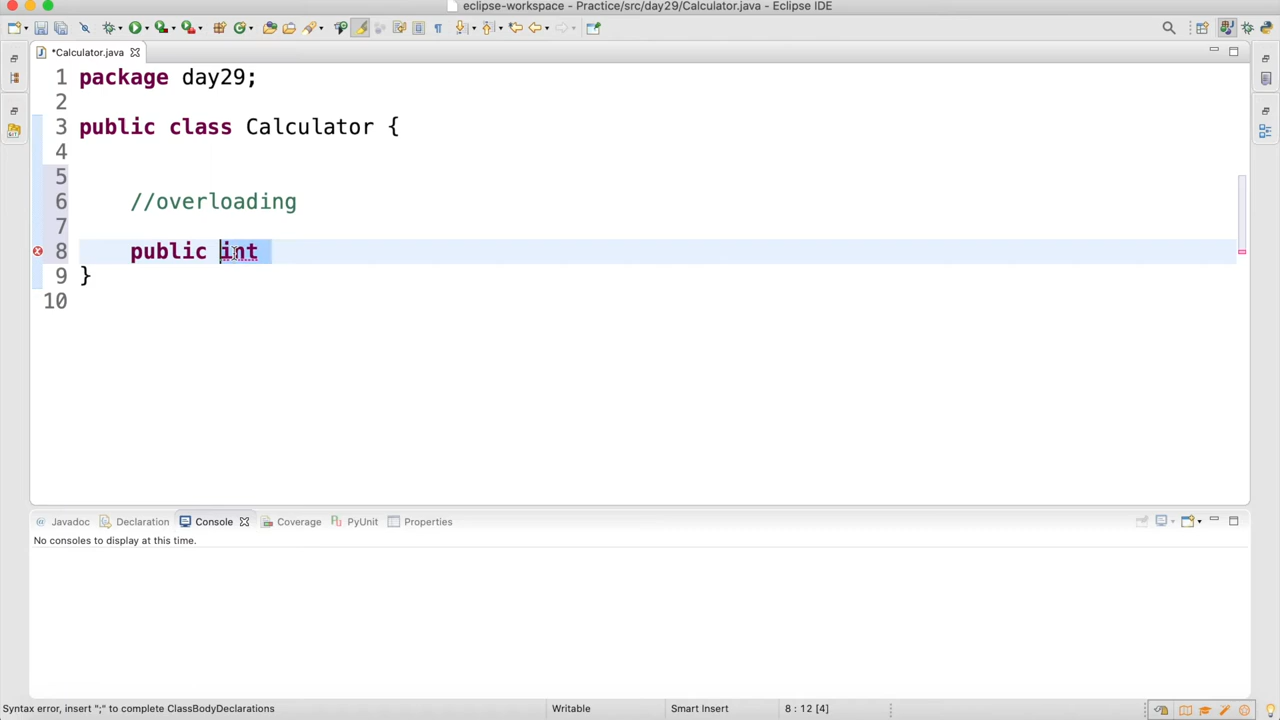 eclipse-workspace - Practice/src/day29/Calculator.java - Eclipse IDE
*Calculator.java
1 package day29;
2
3 public class Calculator {
4
5
6 //overloading
7
8 public int
9 }
10
@ Javadoc Declaration Console Coverage PyUnit Properties
No consoles to display at this time.
Syntax error, insert ";" to complete ClassBodyDeclarations Writable Smart Insert 8 : 12 [4]